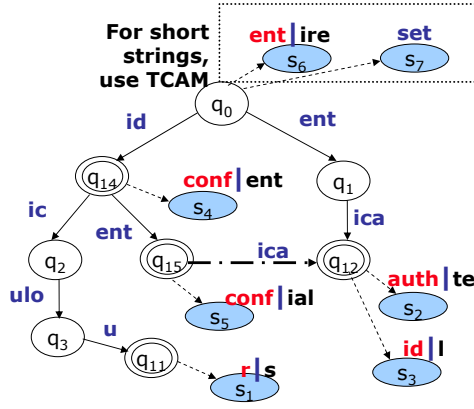 For short
strings,
use TCAM
ent|ire
set
s6
s7
q0
id
ent
q14
conf|ent
s4
q1
ic
ent
ica
q2
q15
ica
q12
ulo
conf|ial
s5
auth|te
s2
q3
u
q11
r|s
s1
id|l
s3